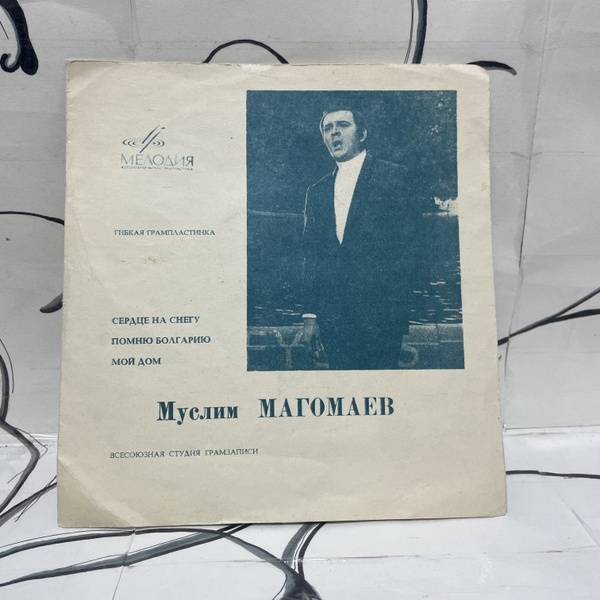 МЕЛОДИЯ
ГИБКАЯ ГРАМПЛАСТИНКА
СЕРДЦЕ НА СНЕГУ
ПОМНЮ БОЛГАРИЮ
МОЙ ДОМ
Муслим МАГОМАЕВ
ВСЕСОЮЗНАЯ СТУДИЯ ГРАМЗАПИСИ